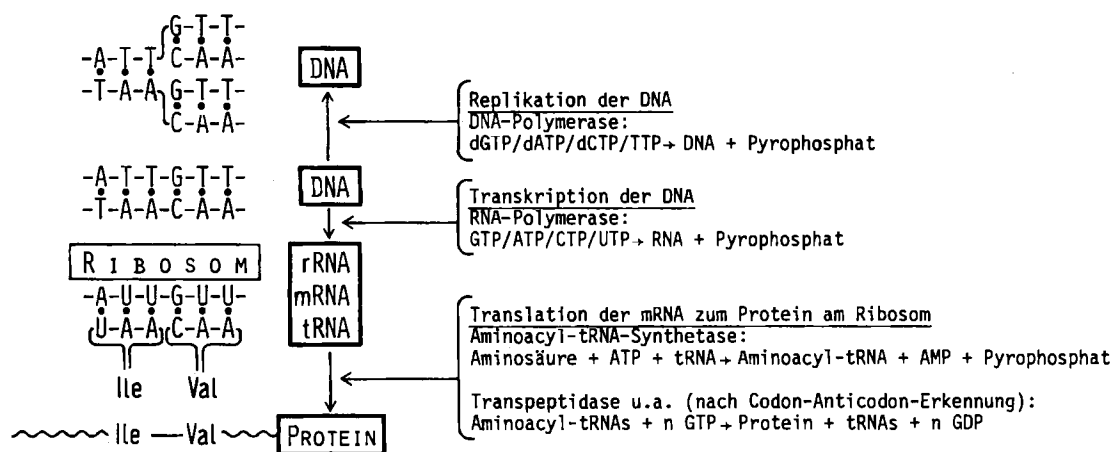 G-T-T-
-A-T-T C-A-A-
-T-A-A G-T-T-
C-A-A-
DNA
Replikation der DNA
DNA-Polymerase:
dGTP/dATP/dCTP/TTP→ DNA + Pyrophosphat
-A-T-T-G-T-T-
-T-A-A-C-A-A-
DNA
Transkription der DNA
RNA-Polymerase:
GTP/ATP/CTP/UTP→ RNA + Pyrophosphat
RIBOSOM
-A-U-U-G-U-U-
U-A-A C-A-A
Ile Val
rRNA
mRNA
tRNA
Translation der mRNA zum Protein am Ribosom
Aminoacyl-tRNA-Synthetase:
Aminosäure + ATP + tRNA→ Aminoacyl-tRNA + AMP + Pyrophosphat
Transpeptidase u.a. (nach Codon-Anticodon-Erkennung):
Aminoacyl-tRNAs + n GTP→ Protein + tRNAs + n GDP
Ile — Val
PROTEIN